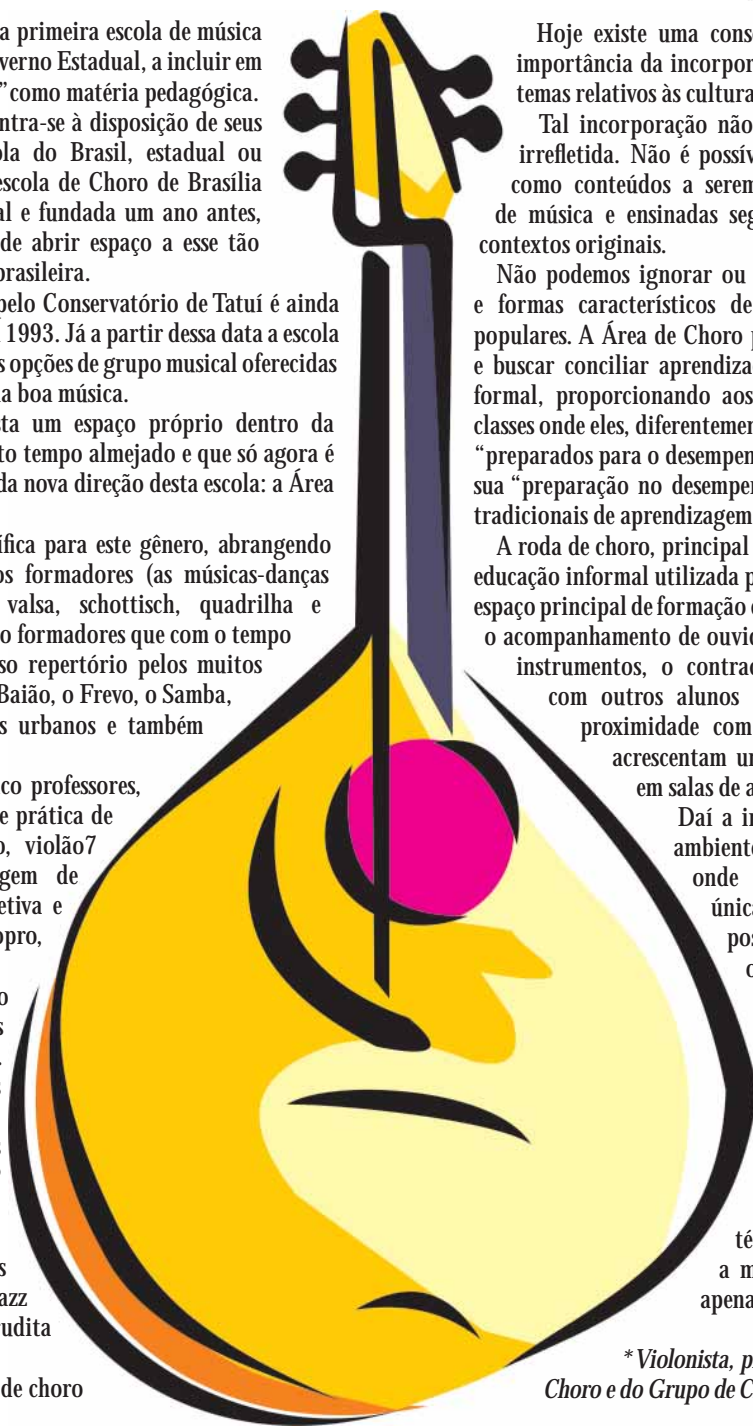 a primeira escola de música
verno Estadual, a incluir em
” como matéria pedagógica.
ntra-se à disposição de seus
ola do Brasil, estadual ou
escola de Choro de Brasília
al e fundada um ano antes,
de abrir espaço a esse tão
brasileira.
pelo Conservatório de Tatuí é ainda
1993. Já a partir dessa data a escola
s opções de grupo musical oferecidas
a boa música.
ta um espaço próprio dentro da
to tempo almejado e que só agora é
da nova direção desta escola: a Área
ífica para este gênero, abrangendo
os formadores (as músicas-danças
valsa, schottisch, quadrilha e
o formadores que com o tempo
so repertório pelos muitos
Baião, o Frevo, o Samba,
s urbanos e também
co professores,
e prática de
o, violão7
gem de
etiva e
opro,
o
s
s
azz
rudita
de choro
Hoje existe uma cons
importância da incorpor
temas relativos às cultura
Tal incorporação não
irrefletida. Não é possív
como conteúdos a serem
de música e ensinadas seg
contextos originais.
Não podemos ignorar ou
e formas característicos de
populares. A Área de Choro p
e buscar conciliar aprendiza
formal, proporcionando aos
classes onde eles, diferentemen
“preparados para o desempen
sua “preparação no desemper
tradicionais de aprendizagem
A roda de choro, principal
educação informal utilizada p
espaço principal de formação
o acompanhamento de ouvi
instrumentos, o contrac
com outros alunos
proximidade com
acrescentam un
em salas de a
Daí a in
ambient
onde
única
pos
o
té
a m
apena
* Violonista, p
Choro e do Grupo de C